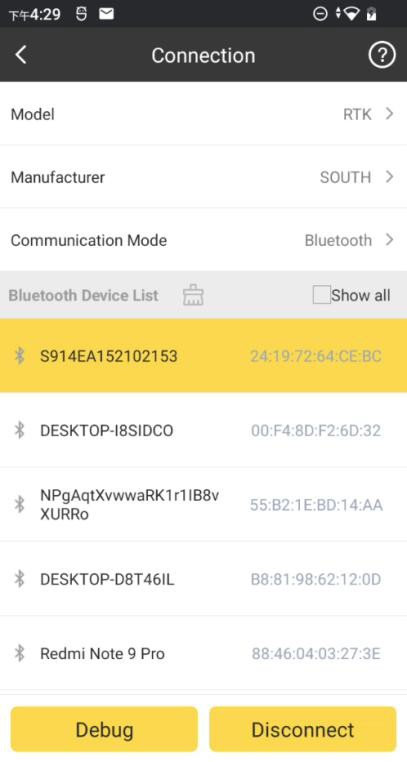 下午4:29
Connection
Model RTK
Manufacturer SOUTH
Communication Mode Bluetooth
Bluetooth Device List Show all
S914EA152102153 24:19:72:64:CE:BC
DESKTOP-I8SIDCO 00:F4:8D:F2:6D:32
NPgAqtXvwwaRK1r1IB8v
XURRo 55:B2:1E:BD:14:AA
DESKTOP-D8T46IL B8:81:98:62:12:0D
Redmi Note 9 Pro 88:46:04:03:27:3E
Debug Disconnect